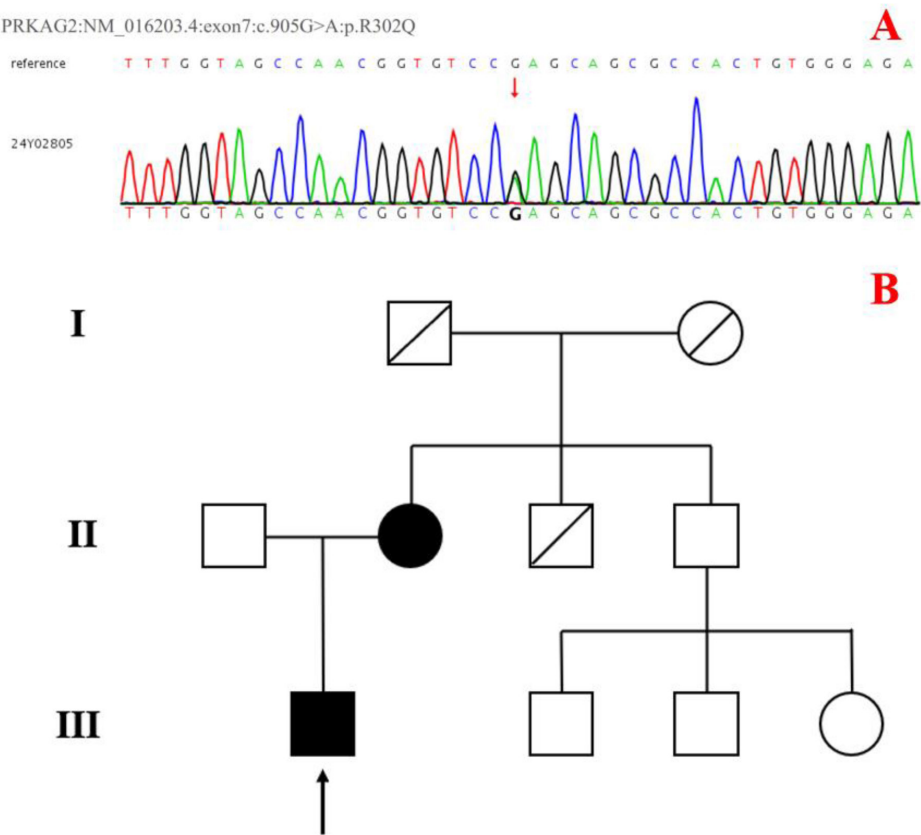 PRKAG2:NM_016203.4:exon7:c.905G>A:p.R302Q
A
reference T T T G G T A G C C A A C G G T G T C C G A G C A G C G C C A C T G T G G G A G A
24Y02805
T T T G G T A G C C A A C G G T G T C C G A G C A G C G C C A C T G T G G G A G A
B
I
II
III